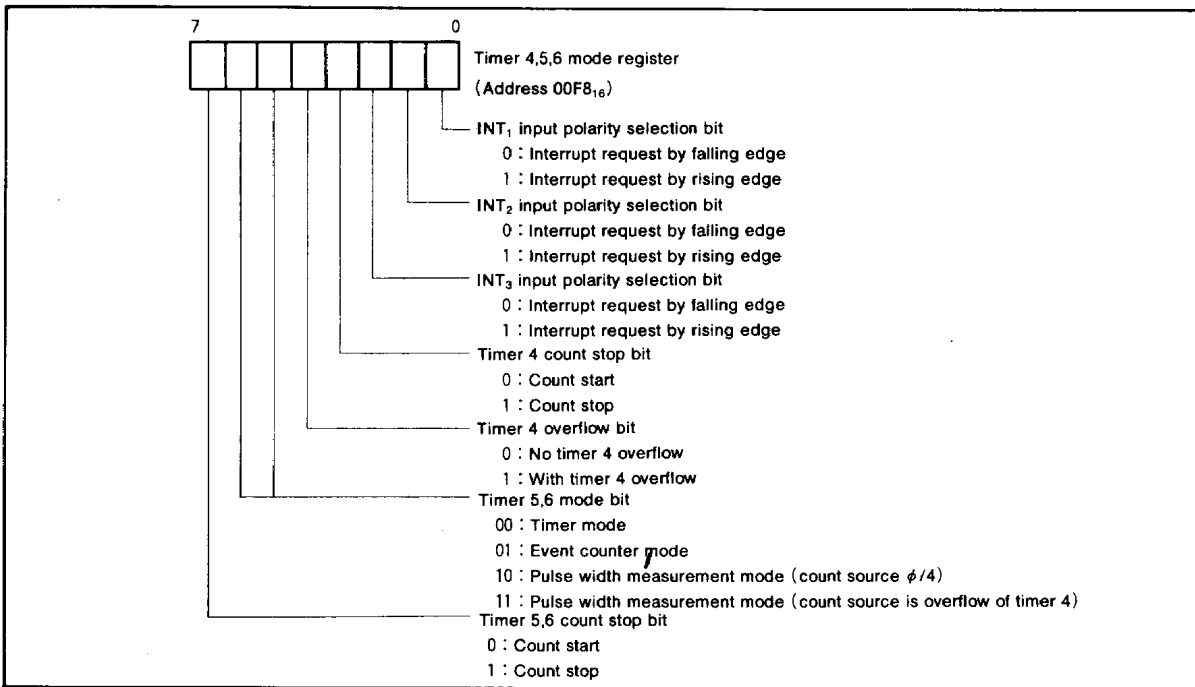 7 0
Timer 4,5,6 mode register
(Address 00F8₁₆)
INT₁ input polarity selection bit
0 : Interrupt request by falling edge
1 : Interrupt request by rising edge
INT₂ input polarity selection bit
0 : Interrupt request by falling edge
1 : Interrupt request by rising edge
INT₃ input polarity selection bit
0 : Interrupt request by falling edge
1 : Interrupt request by rising edge
Timer 4 count stop bit
0 : Count start
1 : Count stop
Timer 4 overflow bit
0 : No timer 4 overflow
1 : With timer 4 overflow
Timer 5,6 mode bit
00 : Timer mode
01 : Event counter mode
10 : Pulse width measurement mode (count source φ/4)
11 : Pulse width measurement mode (count source is overflow of timer 4)
Timer 5,6 count stop bit
0 : Count start
1 : Count stop